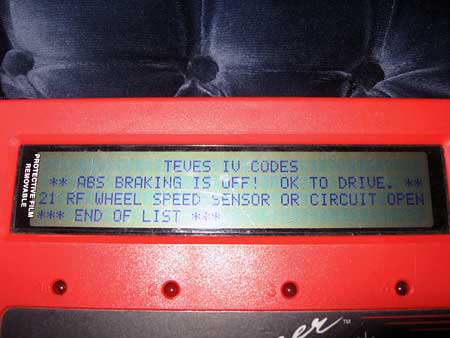 TEVES IV CODES
** ABS BRAKING IS OFF! OK TO DRIVE. **
21 RF WHEEL SPEED SENSOR OR CIRCUIT OPEN
*** END OF LIST ***
PROTECTIVE FILM
REMOVABLE